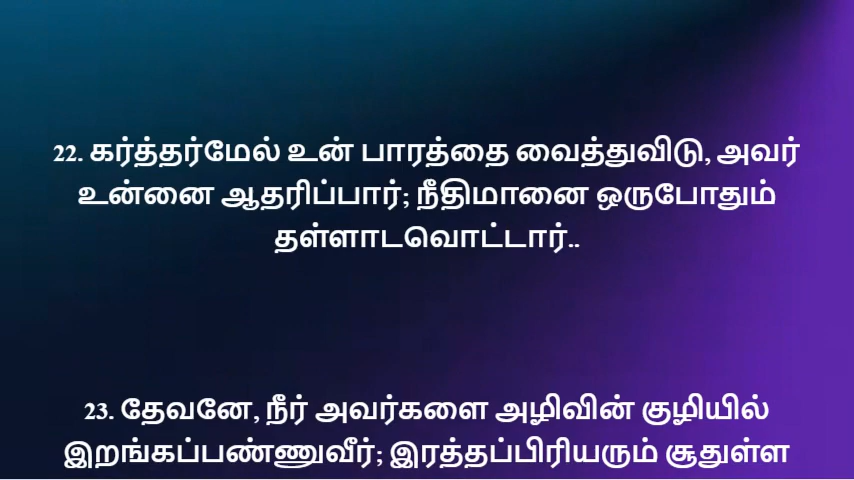 22. கர்த்தர்மேல் உன் பாரத்தை வைத்துவிடு, அவர்
உன்னை ஆதரிப்பார்; நீதிமானை ஒருபோதும்
தள்ளாடவொட்டார்..
23. தேவனே, நீர் அவர்களை அழிவின் குழியில்
இறங்கப்பண்ணுவீர்; இரத்தப்பிரியரும் சூதுள்ள